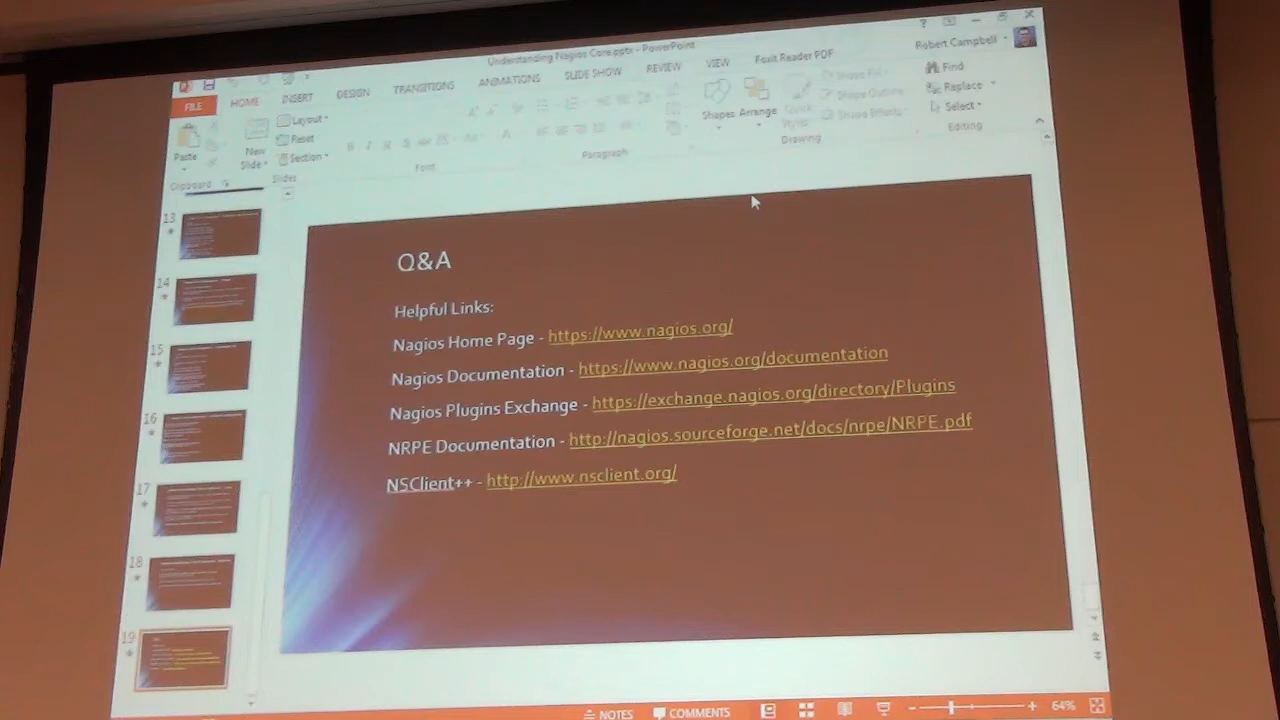 Understanding Nagios Core.pptx - PowerPoint
?
Robert Campbell
FILE
HOME
INSERT
DESIGN
TRANSITIONS
ANIMATIONS
SLIDE SHOW
REVIEW
VIEW
Foxit Reader PDF
Paste
New
Slide
Layout
Reset
Section
Shapes
Arrange
Quick
Styles
Shape Fill
Shape Outline
Shape Effects
Find
Replace
Select
Clipboard
Slides
Font
Paragraph
Drawing
Editing
13
14
15
16
17
18
19
Q&A
Helpful Links:
Nagios Home Page - https://www.nagios.org/
Nagios Documentation - https://www.nagios.org/documentation
Nagios Plugins Exchange - https://exchange.nagios.org/directory/Plugins
NRPE Documentation - http://nagios.sourceforge.net/docs/nrpe/NRPE.pdf
NSClient++ - http://www.nsclient.org/
NOTES
COMMENTS
64%